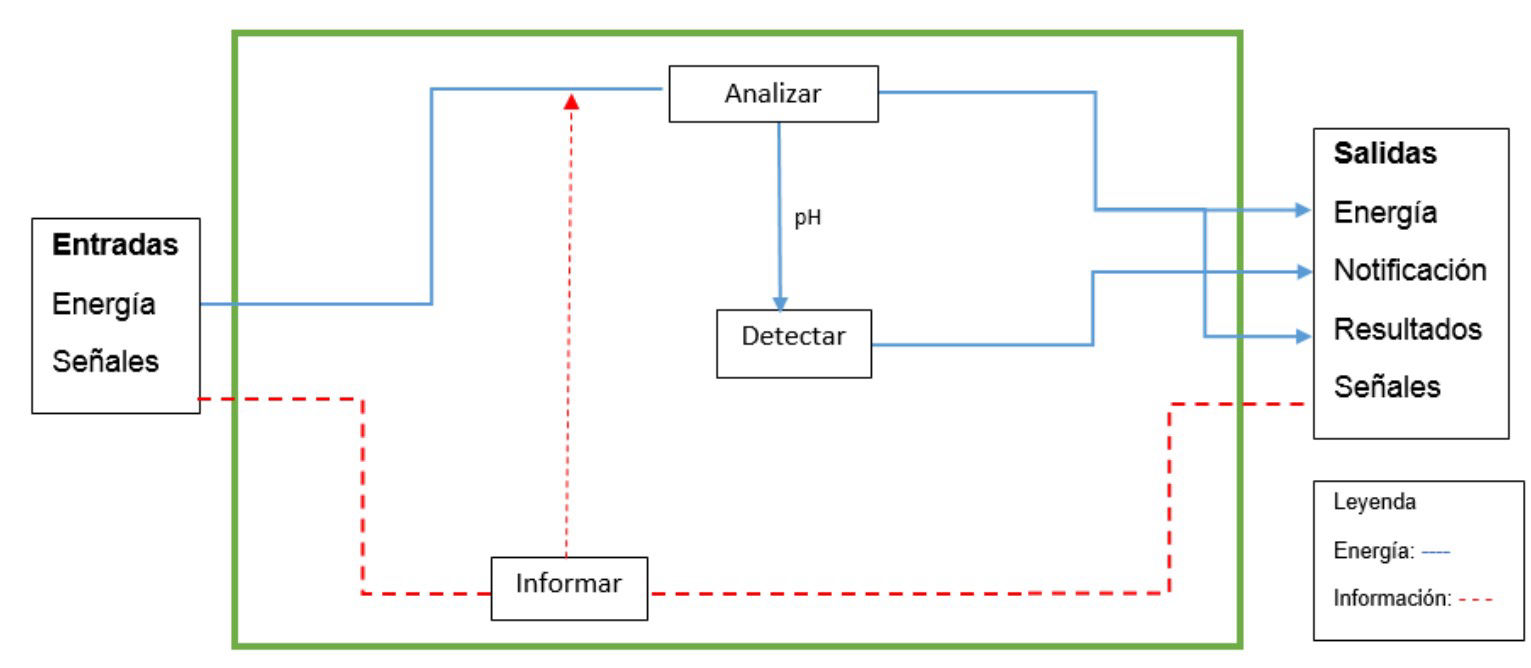 Entradas
Energía
Señales
Analizar
pH
Detectar
Informar
Salidas
Energía
Notificación
Resultados
Señales
Leyenda
Energía:
Información: